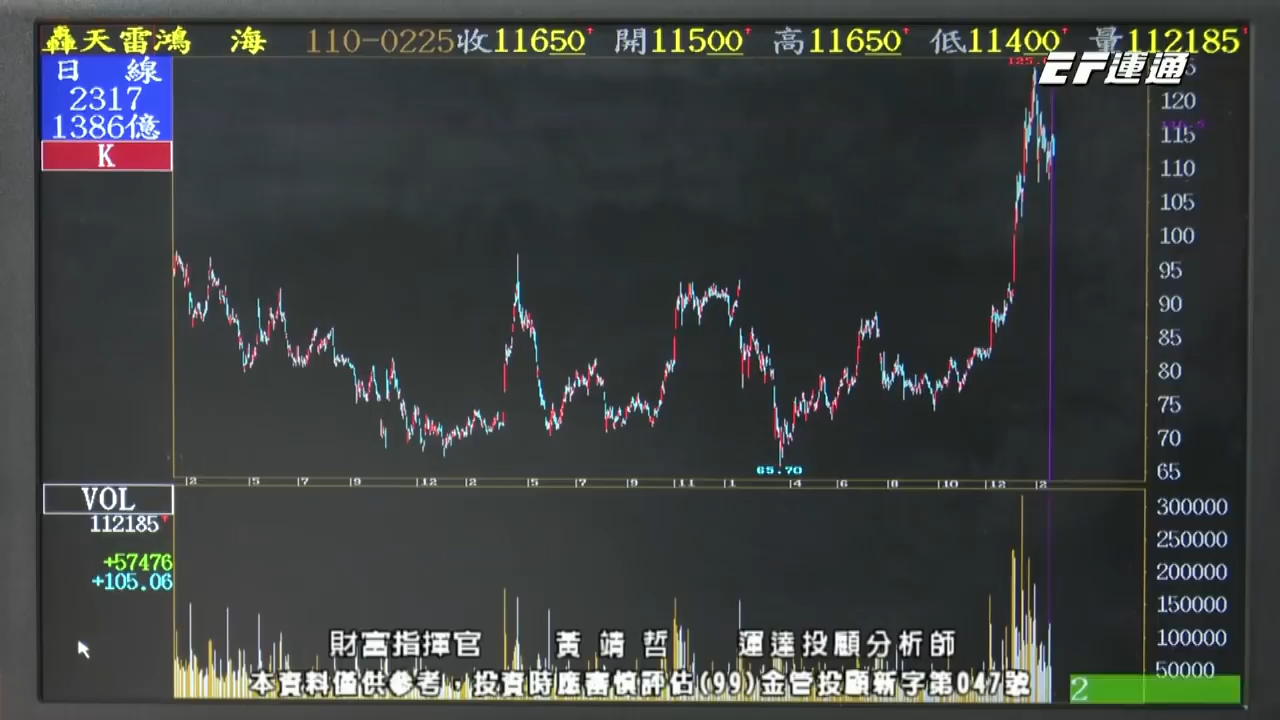 轟天雷鴻 海 110-0225收11650 開11500 高11650 低11400 量112185
EF運通
日 線
2317
1386億
K
120
115
110
105
100
95
90
85
80
75
70
65
65.70
2 5 7 9 12 2 5 7 9 11 1 4 6 8 10 12 2
VOL
112185
+57476
+105.06
300000
250000
200000
150000
100000
50000
2
財富指揮官 黃靖哲 運達投顧分析師
本資料僅供參考，投資時應審慎評估(99)金管投顧新字第047號